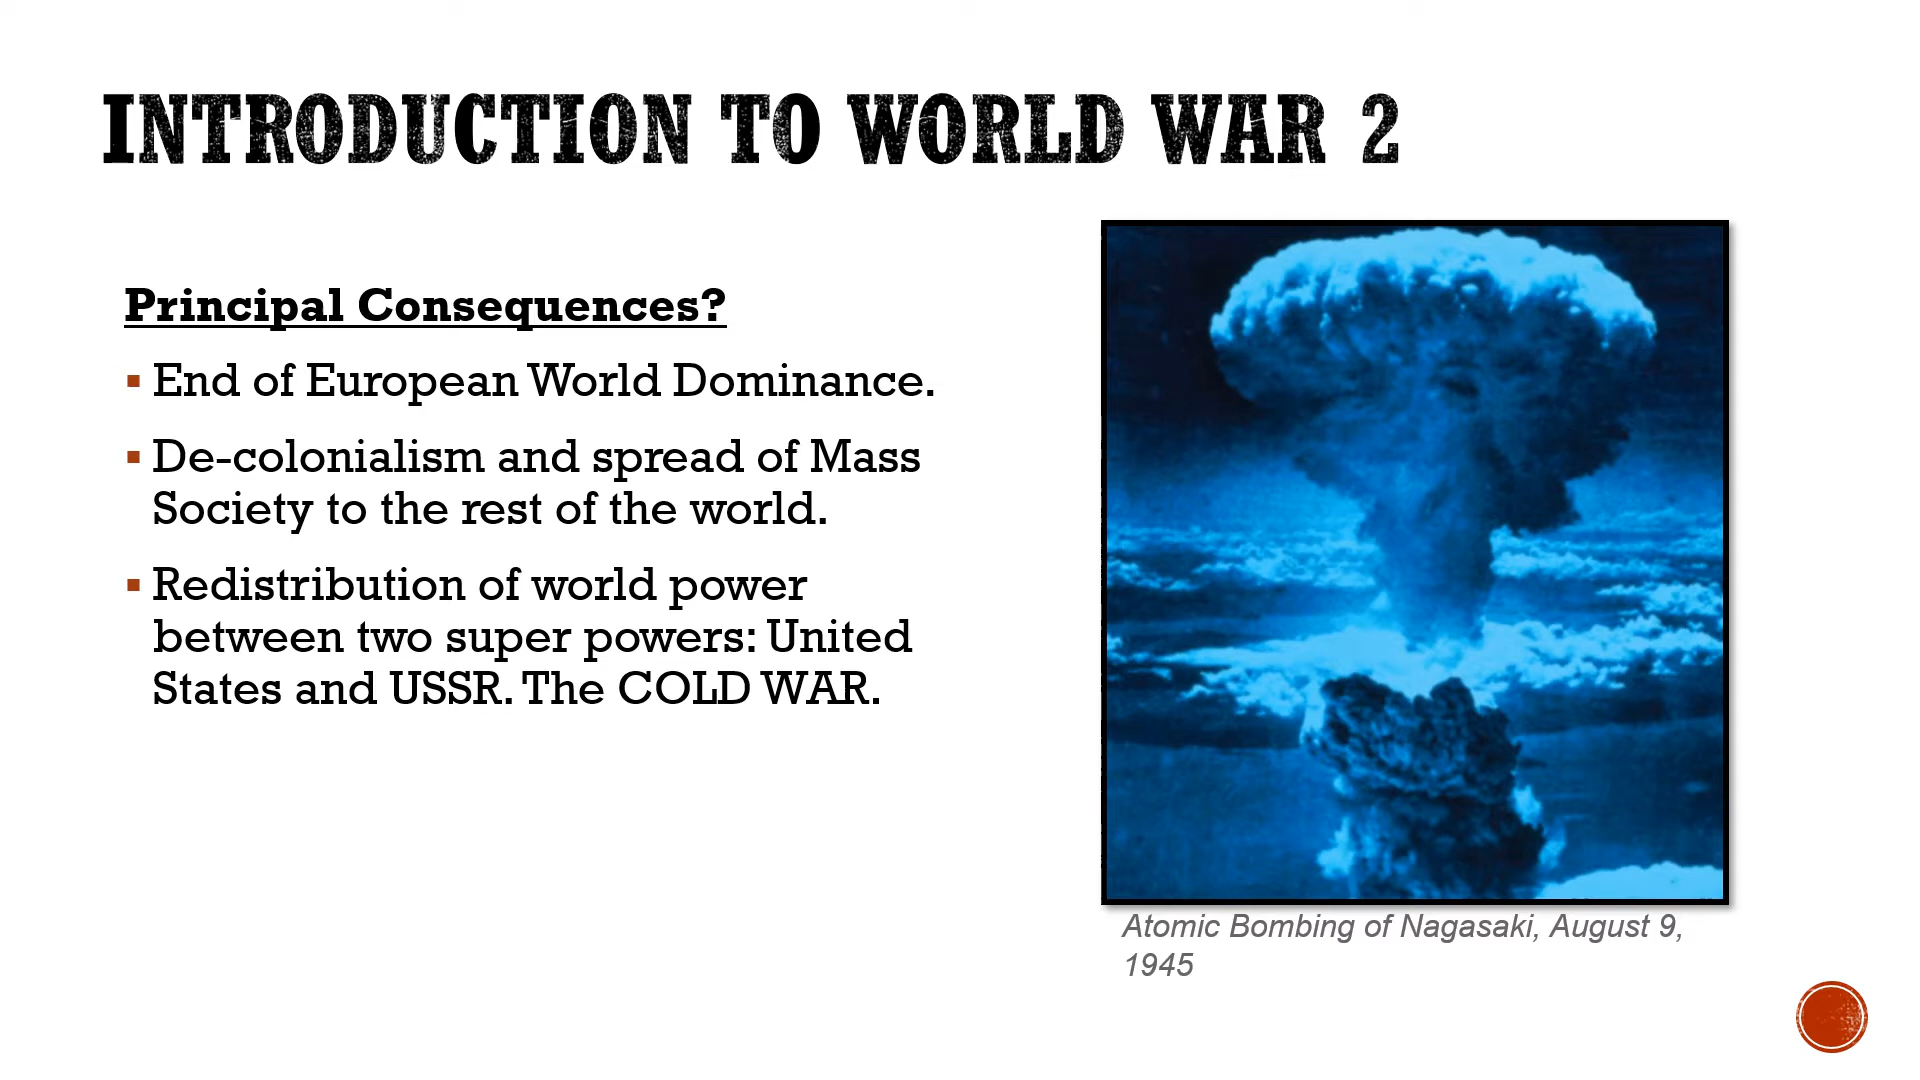 INTRODUCTION TO WORLD WAR 2
Principal Consequences?
▪ End of European World Dominance.
▪ De-colonialism and spread of Mass
Society to the rest of the world.
▪ Redistribution of world power
between two super powers: United
States and USSR. The COLD WAR.
Atomic Bombing of Nagasaki, August 9,
1945